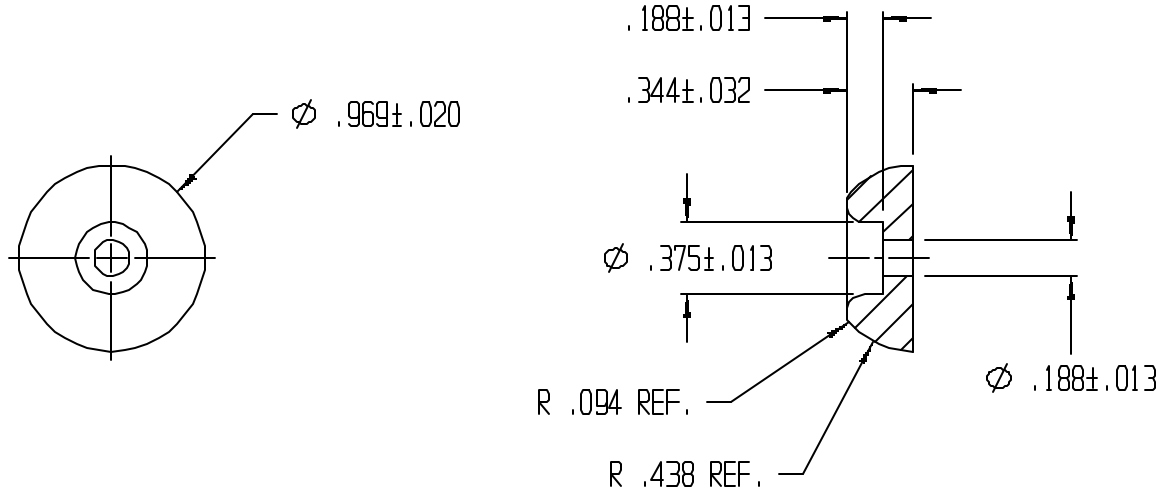 .188±.013
.344±.032
Ø .969±.020
Ø .375±.013
Ø .188±.013
R .094 REF.
R .438 REF.